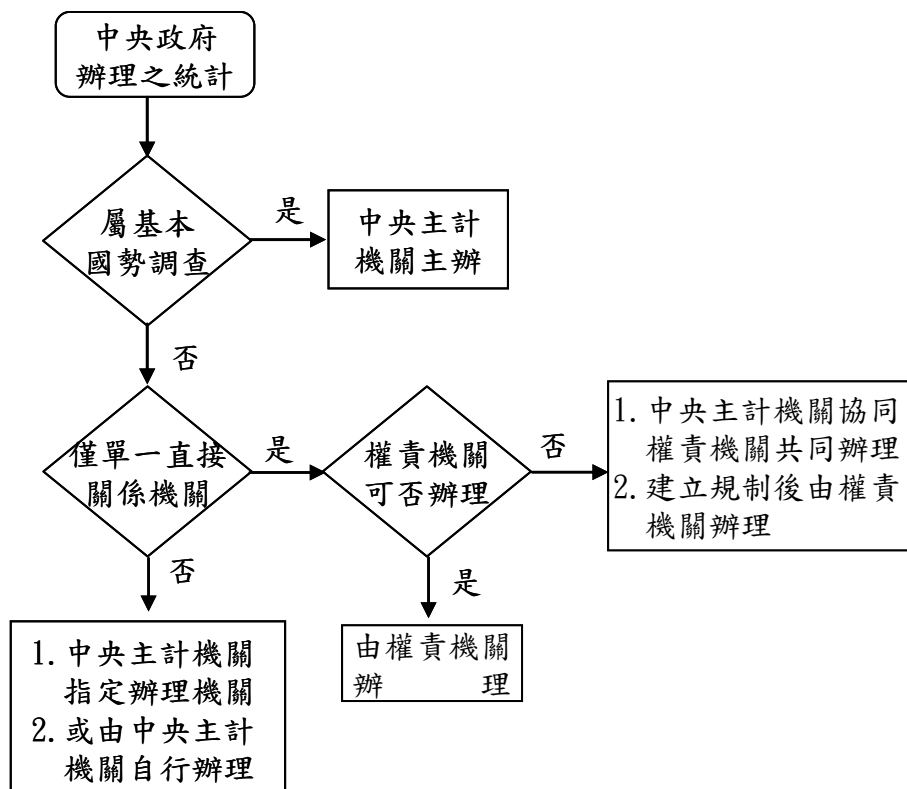 中央政府
辦理之統計
屬基本
國勢調查
是
中央主計
機關主辦
否
僅單一直接
關係機關
是
權責機關
可否辦理
否
1. 中央主計機關協同
權責機關共同辦理
2. 建立規制後由權責
機關辦理
否
是
1. 中央主計機關
指定辦理機關
2. 或由中央主計
機關自行辦理
由權責機關
辦 理